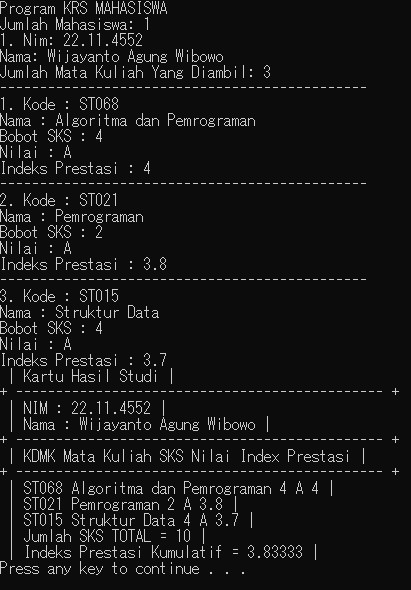 Program KRS MAHASISWA
Jumlah Mahasiswa: 1
1. Nim: 22.11.4552
Nama: Wijayanto Agung Wibowo
Jumlah Mata Kuliah Yang Diambil: 3
-----------------------------------------------
1. Kode : ST068
Nama : Algoritma dan Pemrograman
Bobot SKS : 4
Nilai : A
Indeks Prestasi : 4
-----------------------------------------------
2. Kode : ST021
Nama : Pemrograman
Bobot SKS : 2
Nilai : A
Indeks Prestasi : 3.8
-----------------------------------------------
3. Kode : ST015
Nama : Struktur Data
Bobot SKS : 4
Nilai : A
Indeks Prestasi : 3.7
| Kartu Hasil Studi |
+ ----------------------------------------------- +
| NIM : 22.11.4552 |
| Nama : Wijayanto Agung Wibowo |
+ ----------------------------------------------- +
| KDMK Mata Kuliah SKS Nilai Index Prestasi |
+ ----------------------------------------------- +
| ST068 Algoritma dan Pemrograman 4 A 4 |
| ST021 Pemrograman 2 A 3.8 |
| ST015 Struktur Data 4 A 3.7 |
| Jumlah SKS TOTAL = 10 |
| Indeks Prestasi Kumulatif = 3.83333 |
Press any key to continue . . .